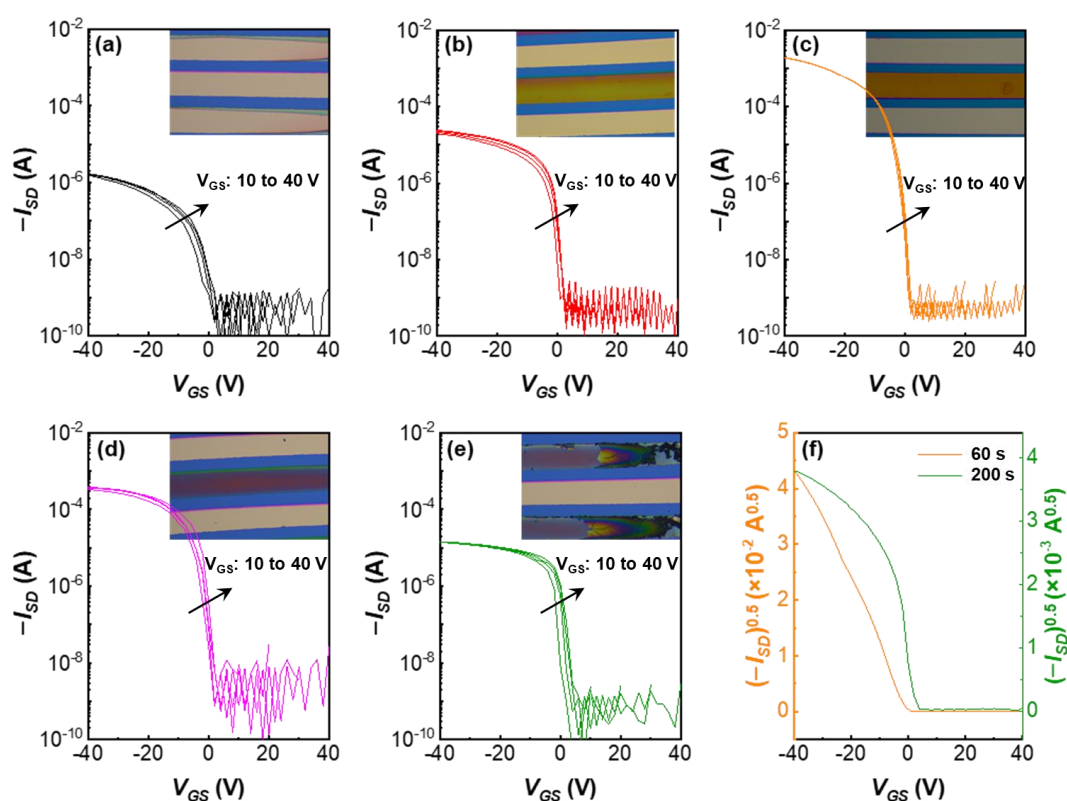 (a)
10⁻²
10⁻⁴
10⁻⁶
10⁻⁸
10⁻¹⁰
−I_SD (A)
V_GS: 10 to 40 V
-40 -20 0 20 40
V_GS (V)
(b)
10⁻²
10⁻⁴
10⁻⁶
10⁻⁸
10⁻¹⁰
−I_SD (A)
V_GS: 10 to 40 V
-40 -20 0 20 40
V_GS (V)
(c)
10⁻²
10⁻⁴
10⁻⁶
10⁻⁸
10⁻¹⁰
−I_SD (A)
V_GS: 10 to 40 V
-40 -20 0 20 40
V_GS (V)
(d)
10⁻²
10⁻⁴
10⁻⁶
10⁻⁸
10⁻¹⁰
−I_SD (A)
V_GS: 10 to 40 V
-40 -20 0 20 40
V_GS (V)
(e)
10⁻²
10⁻⁴
10⁻⁶
10⁻⁸
10⁻¹⁰
−I_SD (A)
V_GS: 10 to 40 V
-40 -20 0 20 40
V_GS (V)
(f)
60 s
200 s
5
4
3
2
1
0
(−I_SD)⁰·⁵ (×10⁻² A⁰·⁵)
4
3
2
1
0
(−I_SD)⁰·⁵ (×10⁻³ A⁰·⁵)
-40 -20 0 20 40
V_GS (V)